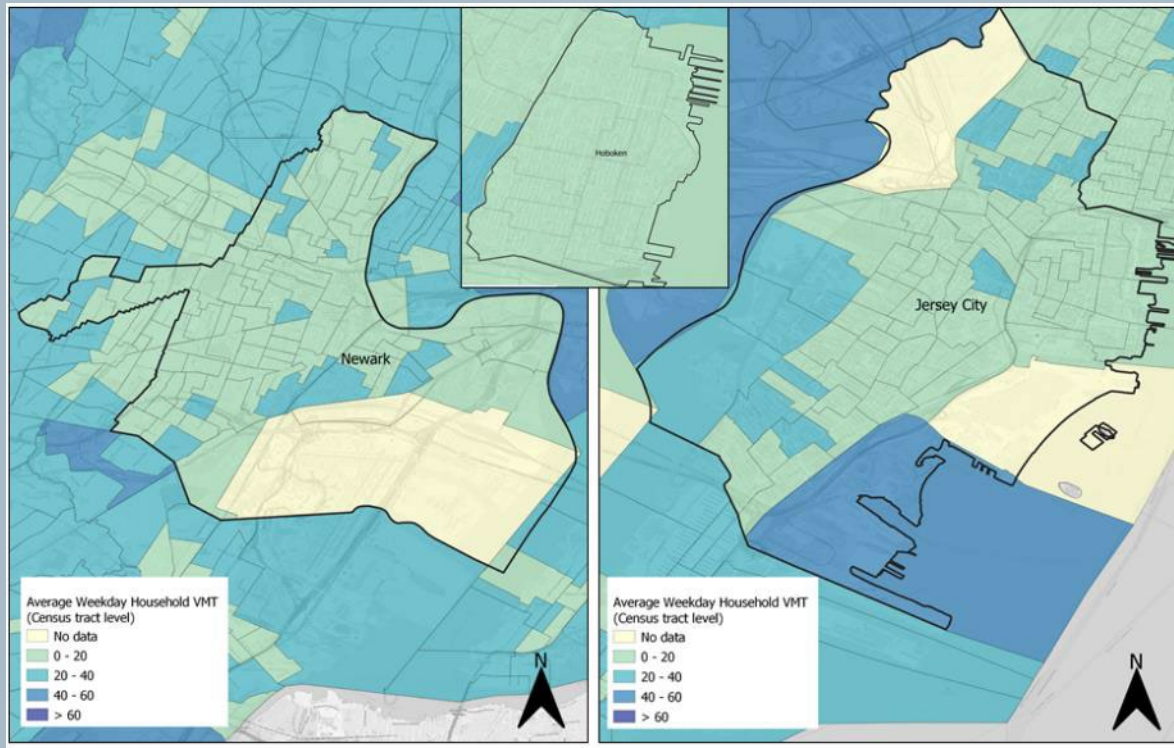 Hoboken
Newark
Jersey City
Average Weekday Household VMT
(Census tract level)
No data
0 - 20
20 - 40
40 - 60
> 60
N
Average Weekday Household VMT
(Census tract level)
No data
0 - 20
20 - 40
40 - 60
> 60
N